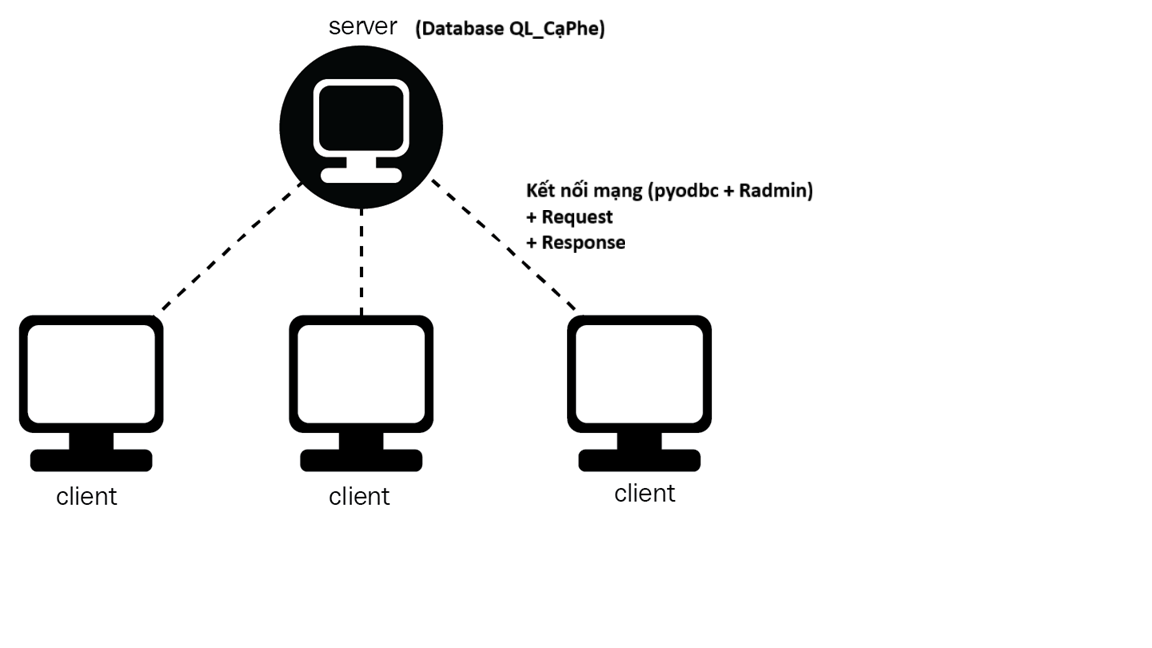 server (Database QL_CạPhe)
Kết nối mạng (pyodbc + Radmin)
+ Request
+ Response
client
client
client